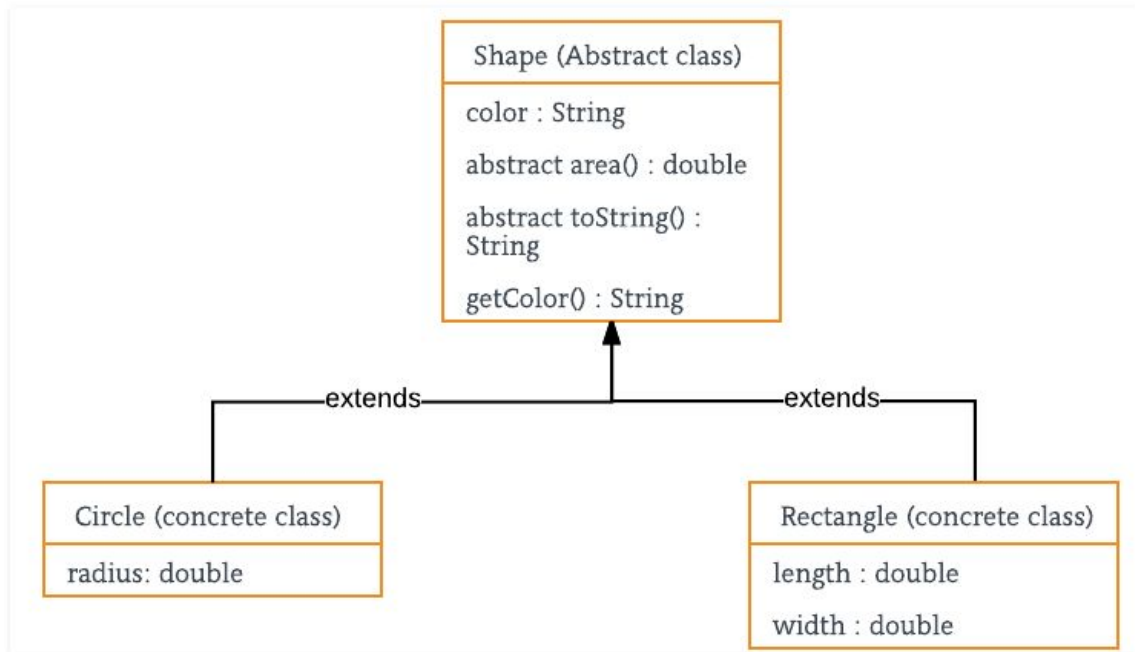 Shape (Abstract class)
color : String
abstract area() : double
abstract toString() :
String
getColor() : String
extends
extends
Circle (concrete class)
radius: double
Rectangle (concrete class)
length : double
width : double